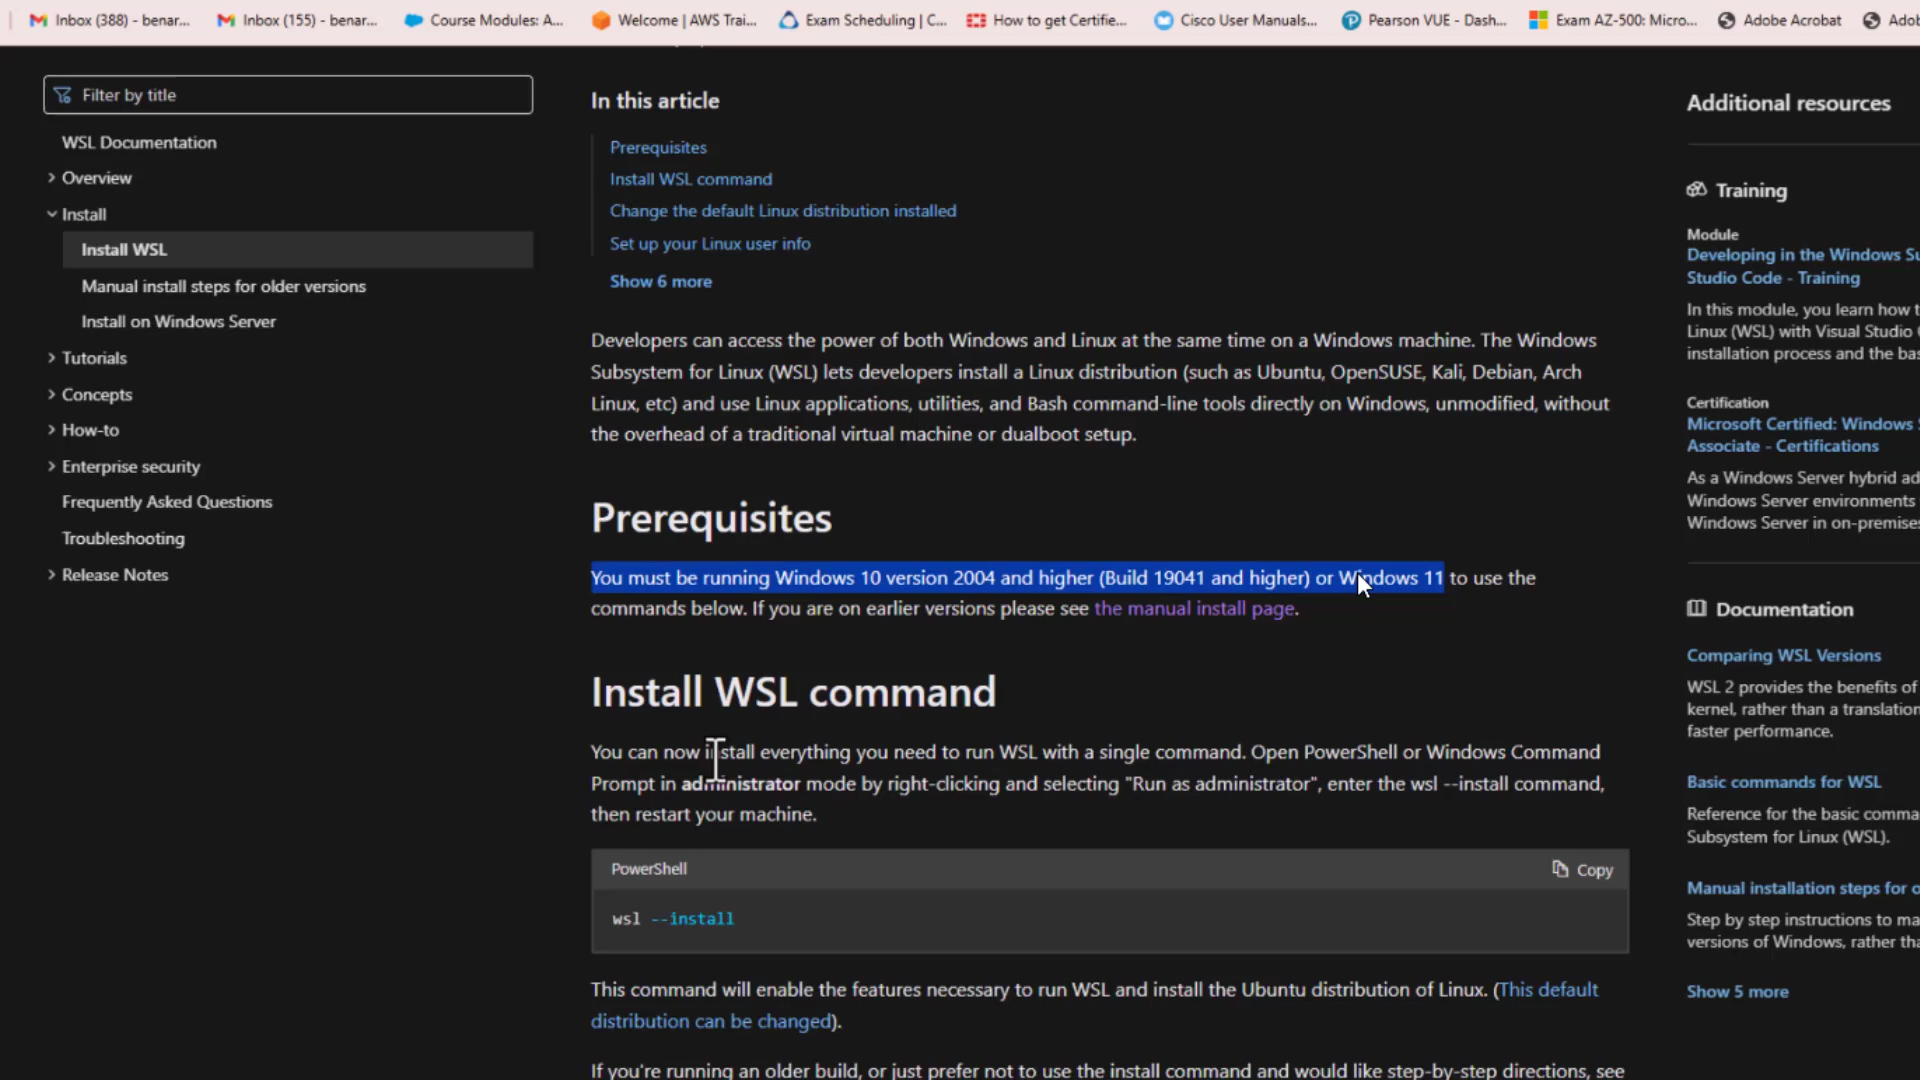 Inbox (388) - benar...
Inbox (155) - benar...
Course Modules: A...
Welcome | AWS Trai...
Exam Scheduling | C...
How to get Certifie...
Cisco User Manuals...
Pearson VUE - Dash...
Exam AZ-500: Micro...
Adobe Acrobat
Adob
Filter by title
WSL Documentation
Overview
Install
Install WSL
Manual install steps for older versions
Install on Windows Server
Tutorials
Concepts
How-to
Enterprise security
Frequently Asked Questions
Troubleshooting
Release Notes
In this article
Prerequisites
Install WSL command
Change the default Linux distribution installed
Set up your Linux user info
Show 6 more
Developers can access the power of both Windows and Linux at the same time on a Windows machine. The Windows
Subsystem for Linux (WSL) lets developers install a Linux distribution (such as Ubuntu, OpenSUSE, Kali, Debian, Arch
Linux, etc) and use Linux applications, utilities, and Bash command-line tools directly on Windows, unmodified, without
the overhead of a traditional virtual machine or dualboot setup.
Prerequisites
You must be running Windows 10 version 2004 and higher (Build 19041 and higher) or Windows 11 to use the
commands below. If you are on earlier versions please see the manual install page.
Install WSL command
You can now install everything you need to run WSL with a single command. Open PowerShell or Windows Command
Prompt in administrator mode by right-clicking and selecting "Run as administrator", enter the wsl --install command,
then restart your machine.
PowerShell
Copy
wsl --install
This command will enable the features necessary to run WSL and install the Ubuntu distribution of Linux. (This default
distribution can be changed).
If you're running an older build, or just prefer not to use the install command and would like step-by-step directions, see
Additional resources
Training
Module
Developing in the Windows Su
Studio Code - Training
In this module, you learn how t
Linux (WSL) with Visual Studio
installation process and the bas
Certification
Microsoft Certified: Windows S
Associate - Certifications
As a Windows Server hybrid ad
Windows Server environments
Windows Server in on-premises
Documentation
Comparing WSL Versions
WSL 2 provides the benefits of
kernel, rather than a translation
faster performance.
Basic commands for WSL
Reference for the basic comma
Subsystem for Linux (WSL).
Manual installation steps for o
Step by step instructions to ma
versions of Windows, rather tha
Show 5 more